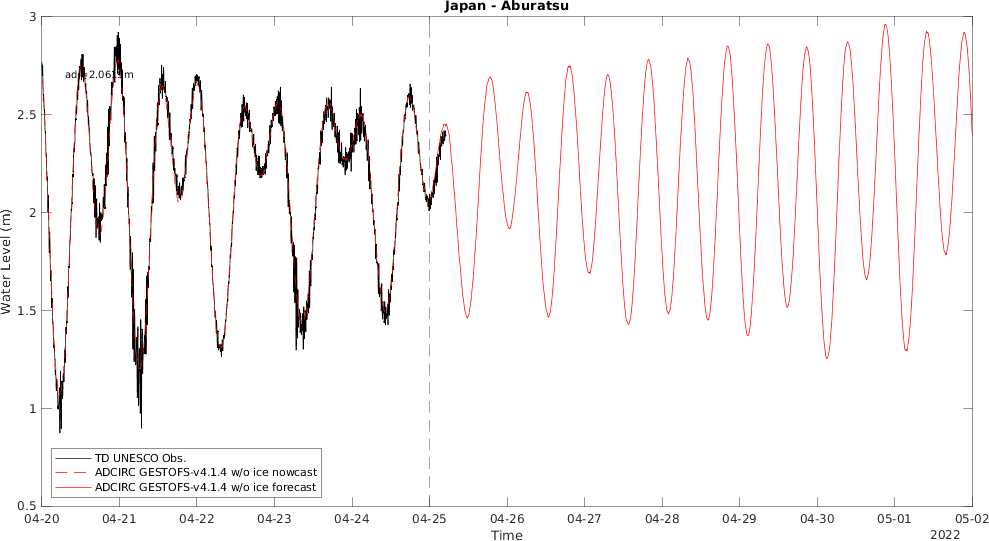 Japan - Aburatsu
3
2.5
2
1.5
1
0.5
Water Level (m)
TD UNESCO Obs.
ADCIRC GESTOFS-v4.1.4 w/o ice nowcast
ADCIRC GESTOFS-v4.1.4 w/o ice forecast
04-20 04-21 04-22 04-23 04-24 04-25 04-26 04-27 04-28 04-29 04-30 05-01 05-02
Time
2022